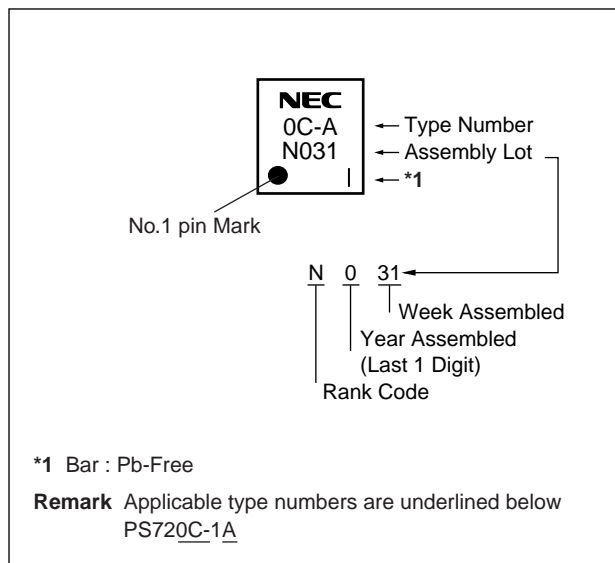 NEC
0C-A
N031
Type Number
Assembly Lot
*1
No.1 pin Mark
N 0 31
Week Assembled
Year Assembled
(Last 1 Digit)
Rank Code
*1 Bar : Pb-Free
Remark Applicable type numbers are underlined below
PS720C-1A